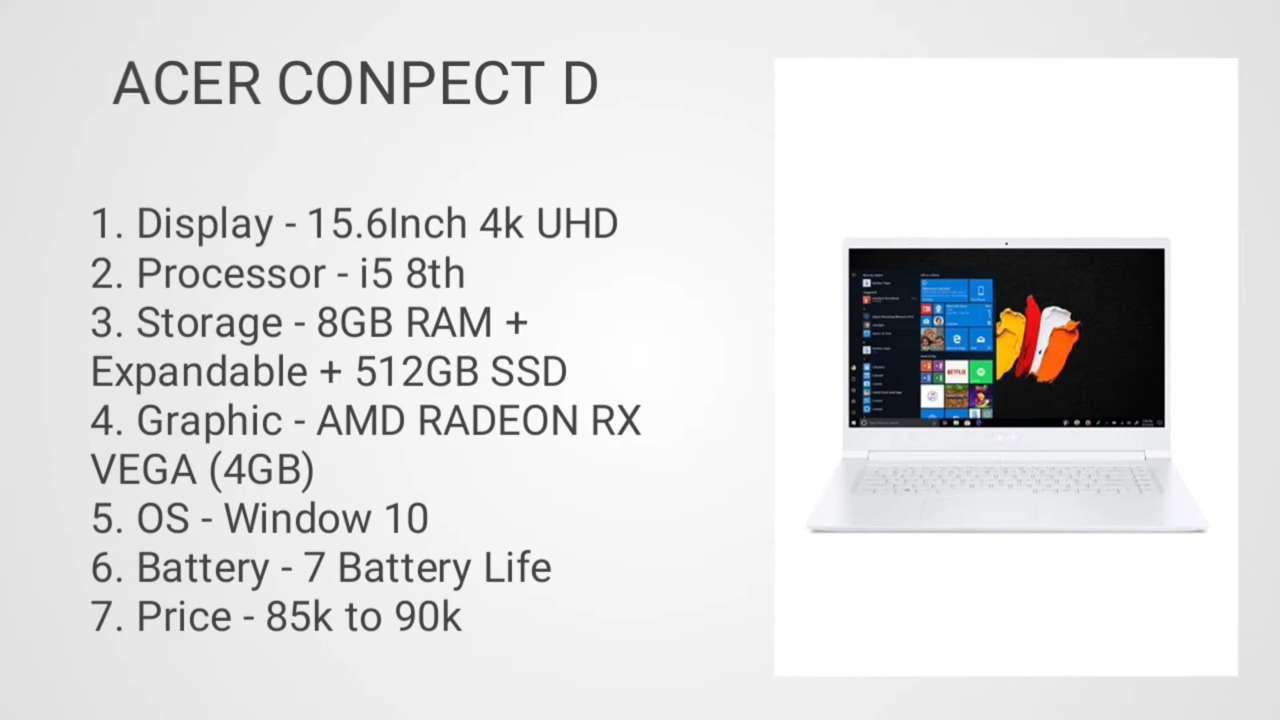 ACER CONPECT D
1. Display - 15.6Inch 4k UHD
2. Processor - i5 8th
3. Storage - 8GB RAM +
Expandable + 512GB SSD
4. Graphic - AMD RADEON RX
VEGA (4GB)
5. OS - Window 10
6. Battery - 7 Battery Life
7. Price - 85k to 90k
NETFLIX